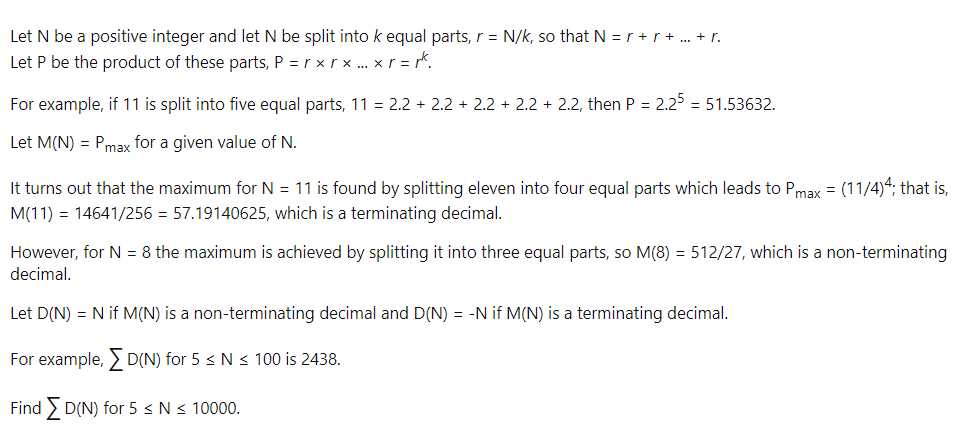 Let N be a positive integer and let N be split into k equal parts, r = N/k, so that N = r + r + ... + r.
Let P be the product of these parts, P = r × r × ... × r = rᵏ.
For example, if 11 is split into five equal parts, 11 = 2.2 + 2.2 + 2.2 + 2.2 + 2.2, then P = 2.2⁵ = 51.53632.
Let M(N) = Pₘₐₓ for a given value of N.
It turns out that the maximum for N = 11 is found by splitting eleven into four equal parts which leads to Pₘₐₓ = (11/4)⁴; that is,
M(11) = 14641/256 = 57.19140625, which is a terminating decimal.
However, for N = 8 the maximum is achieved by splitting it into three equal parts, so M(8) = 512/27, which is a non-terminating
decimal.
Let D(N) = N if M(N) is a non-terminating decimal and D(N) = -N if M(N) is a terminating decimal.
For example, ∑ D(N) for 5 ≤ N ≤ 100 is 2438.
Find ∑ D(N) for 5 ≤ N ≤ 10000.